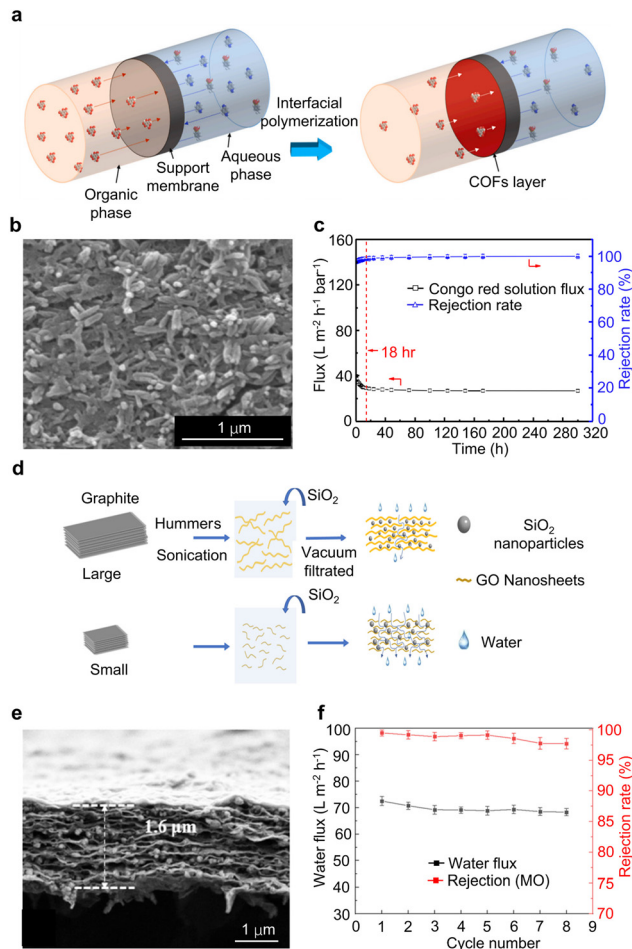 a
Interfacial
polymerization
Organic
phase
Support
membrane
Aqueous
phase
COFs layer
b
1 μm
c
Flux (L m⁻² h⁻¹ bar⁻¹)
160
120
80
40
0
Congo red solution flux
Rejection rate
18 hr
100
80
60
40
20
0
Rejection rate (%)
0 40 80 120 160 200 240 280 320
Time (h)
d
Graphite
Large
Hummers
Sonication
SiO₂
Vacuum
filtrated
SiO₂
nanoparticles
GO Nanosheets
Small
SiO₂
Water
e
1.6 μm
1 μm
f
Water flux (L m⁻² h⁻¹)
100
90
80
70
60
50
40
30
Water flux
Rejection (MO)
100
95
90
85
80
75
70
Rejection rate (%)
0 1 2 3 4 5 6 7 8 9
Cycle number